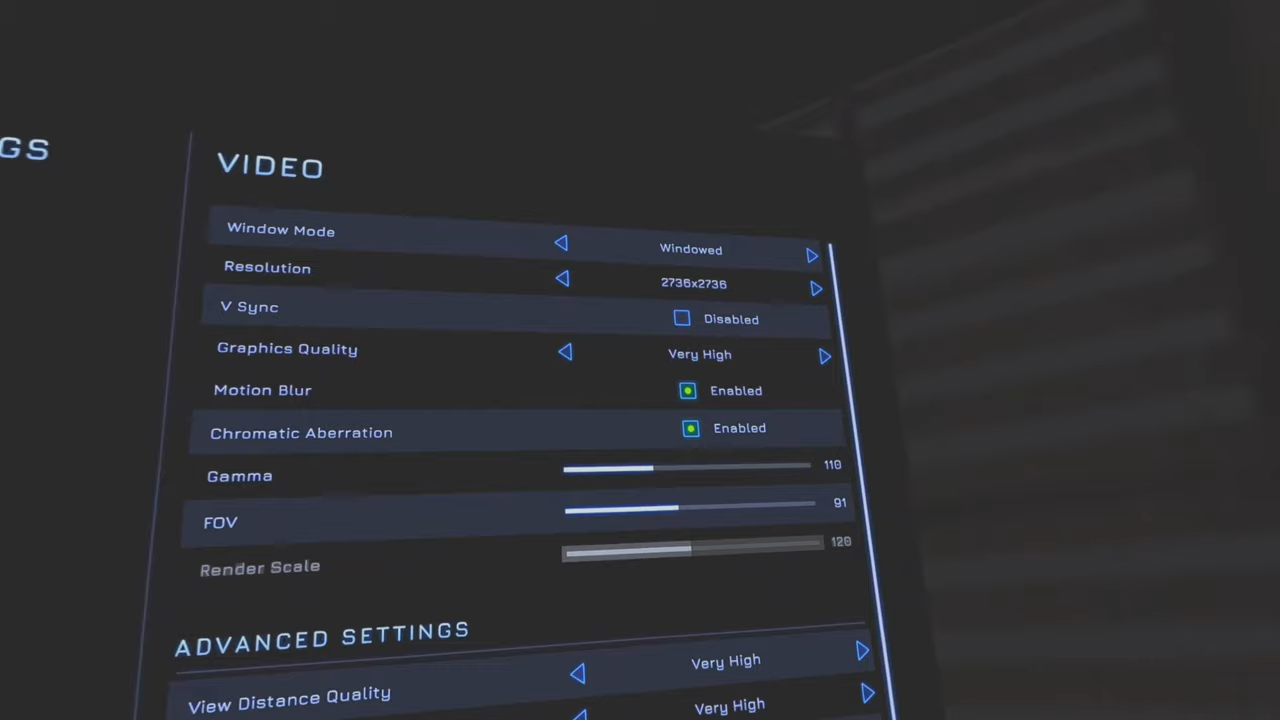 GS
VIDEO
Window Mode Windowed
Resolution 2736x2736
V Sync Disabled
Graphics Quality Very High
Motion Blur Enabled
Chromatic Aberration Enabled
Gamma 110
FOV 91
Render Scale 120
ADVANCED SETTINGS
View Distance Quality Very High
Very High